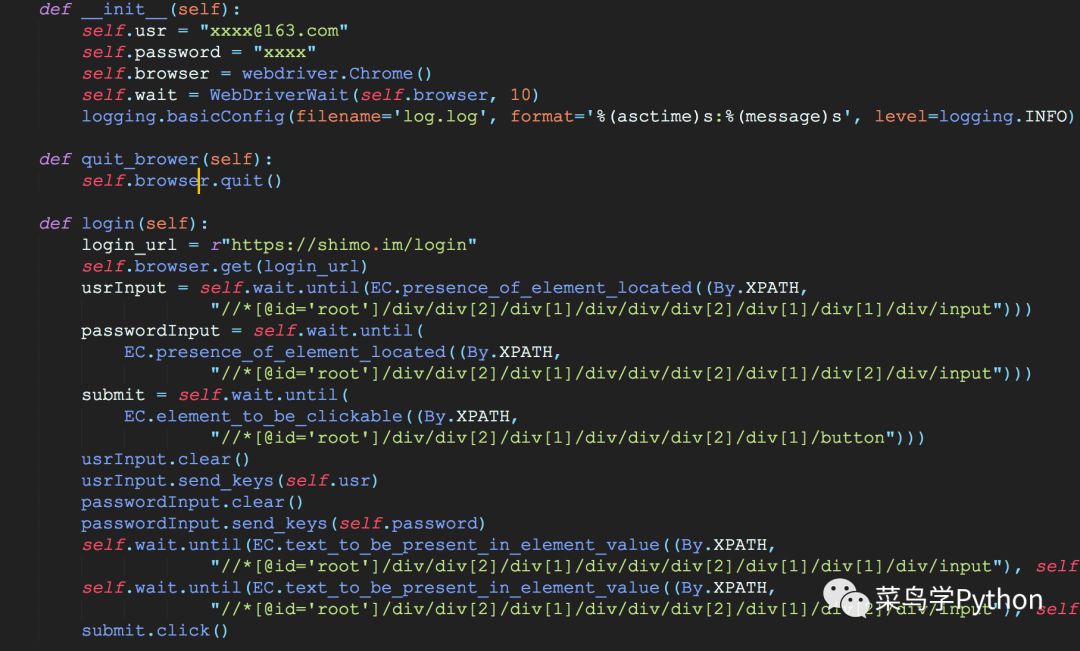 def __init__(self):
    self.usr = "xxxx@163.com"
    self.password = "xxxx"
    self.browser = webdriver.Chrome()
    self.wait = WebDriverWait(self.browser, 10)
    logging.basicConfig(filename='log.log', format='%(asctime)s:%(message)s', level=logging.INFO)
def quit_brower(self):
    self.browser.quit()
def login(self):
    login_url = r"https://shimo.im/login"
    self.browser.get(login_url)
    usrInput = self.wait.until(EC.presence_of_element_located((By.XPATH,
                "//*[@id='root']/div/div[2]/div[1]/div/div/div[2]/div[1]/div[1]/div/input")))
    passwordInput = self.wait.until(
        EC.presence_of_element_located((By.XPATH,
                "//*[@id='root']/div/div[2]/div[1]/div/div/div[2]/div[1]/div[2]/div/input")))
    submit = self.wait.until(
        EC.element_to_be_clickable((By.XPATH,
                "//*[@id='root']/div/div[2]/div[1]/div/div/div[2]/div[1]/button")))
    usrInput.clear()
    usrInput.send_keys(self.usr)
    passwordInput.clear()
    passwordInput.send_keys(self.password)
    self.wait.until(EC.text_to_be_present_in_element_value((By.XPATH,
                "//*[@id='root']/div/div[2]/div[1]/div/div/div[2]/div[1]/div[1]/div/input"), self
    self.wait.until(EC.text_to_be_present_in_element_value((By.XPATH,
                "//*[@id='root']/div/div[2]/div[1]/div/div/div[2]/div[1]/ self
菜鸟学Python
    submit.click()